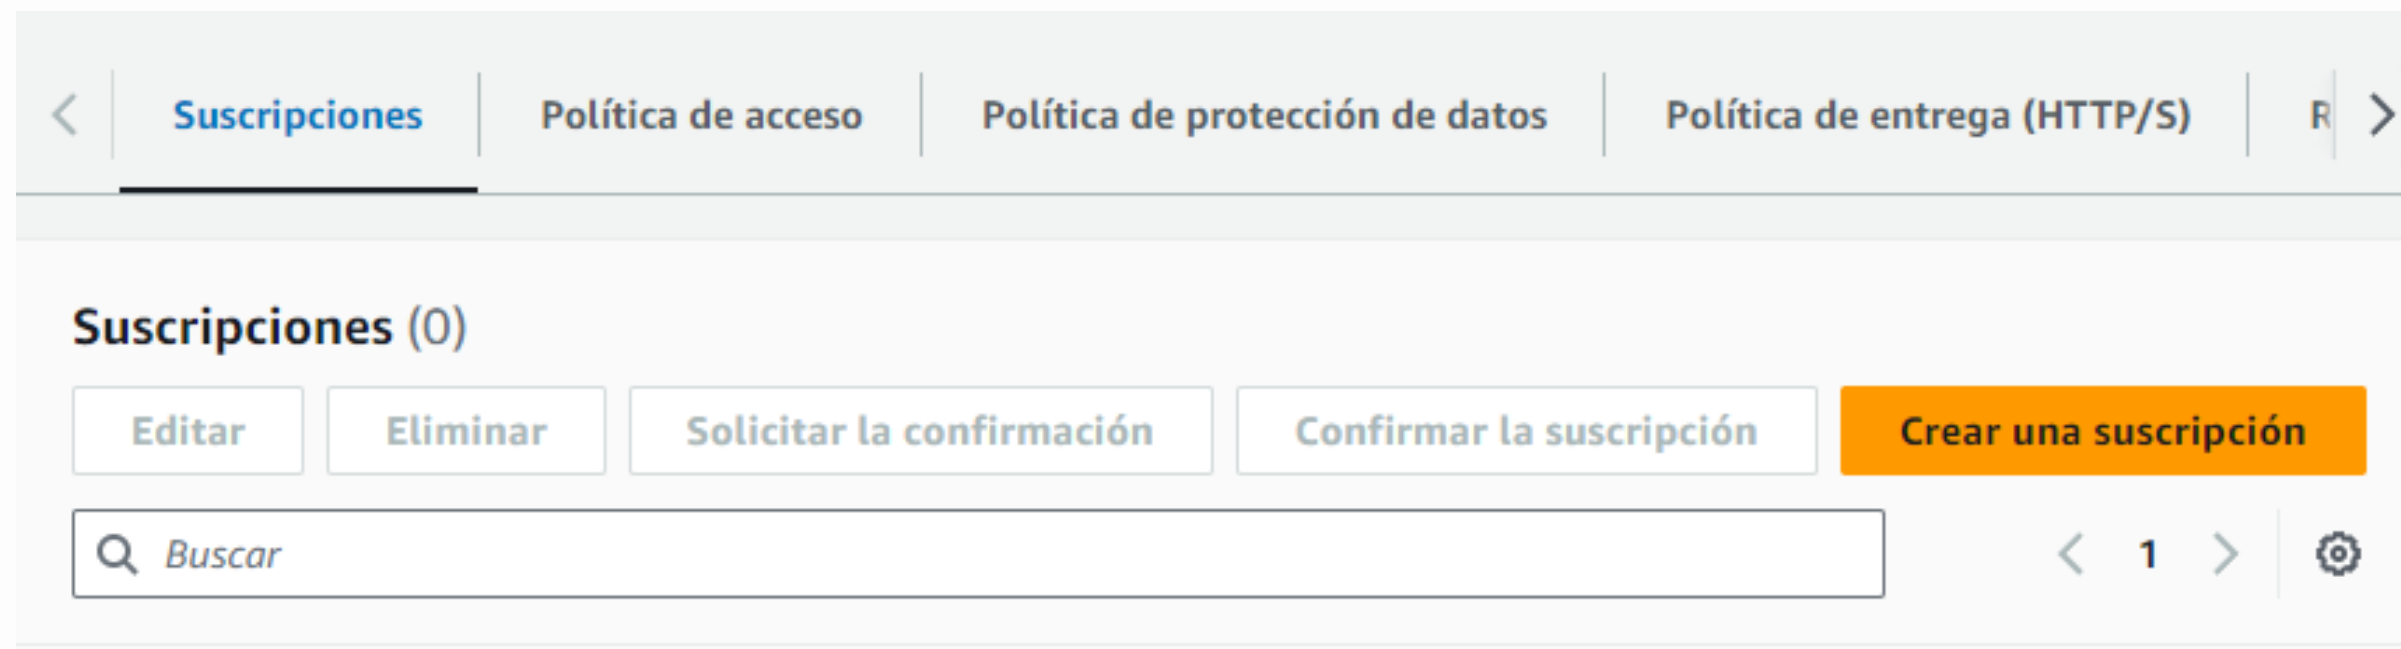 Suscripciones Política de acceso Política de protección de datos Política de entrega (HTTP/S) R
Suscripciones (0)
Editar Eliminar Solicitar la confirmación Confirmar la suscripción Crear una suscripción
Buscar 1